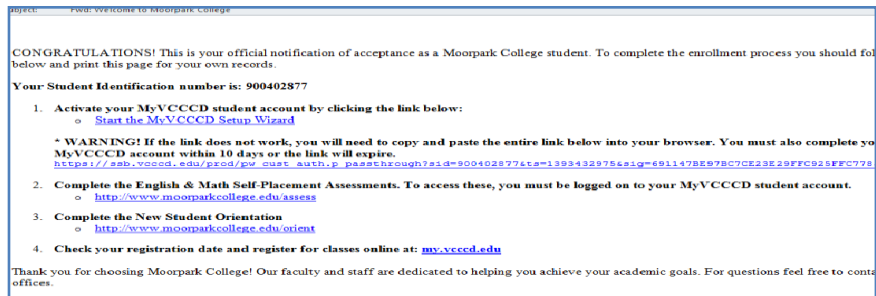 bject: Fwd: Welcome to Moorpark College
CONGRATULATIONS! This is your official notification of acceptance as a Moorpark College student. To complete the enrollment process you should fol
below and print this page for your own records.
Your Student Identification number is: 900402877
1. Activate your MyVCCCD student account by clicking the link below:
o Start the MyVCCCD Setup Wizard
* WARNING! If the link does not work, you will need to copy and paste the entire link below into your browser. You must also complete yo
MyVCCCD account within 10 days or the link will expire.
https://ssb.vcccd.edu/prod/pw_cust_auth.p_passthrough?sid=900402877&ts=1393432975&sig=691147BE97BC7CE23E29FFC925FFC778
2. Complete the English & Math Self-Placement Assessments. To access these, you must be logged on to your MyVCCCD student account.
o http://www.moorparkcollege.edu/assess
3. Complete the New Student Orientation
o http://www.moorparkcollege.edu/orient
4. Check your registration date and register for classes online at: my.vcccd.edu
Thank you for choosing Moorpark College! Our faculty and staff are dedicated to helping you achieve your academic goals. For questions feel free to conta
offices.